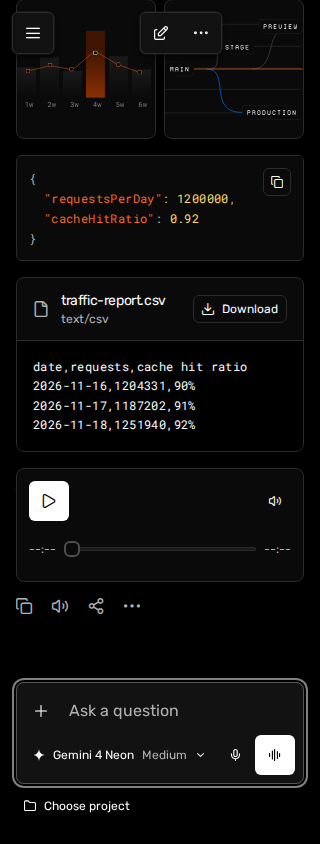 PREVIEW
STAGE
MAIN
PRODUCTION
1w 2w 3w 4w 5w 6w
{
"requestsPerDay": 1200000,
"cacheHitRatio": 0.92
}
traffic-report.csv
text/csv
Download
date,requests,cache hit ratio
2026-11-16,1204331,90%
2026-11-17,1187202,91%
2026-11-18,1251940,92%
--:-- --:--
Ask a question
Gemini 4 Neon Medium
Choose project